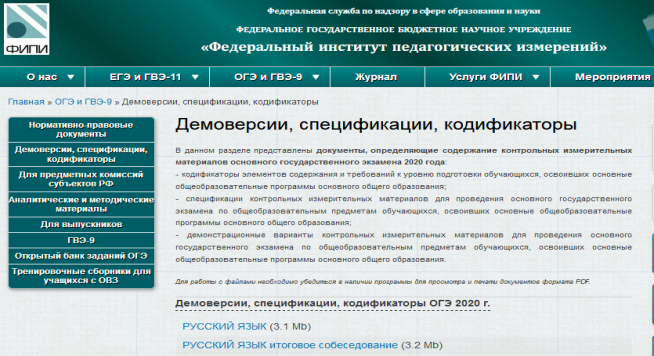 ФИПИ
Федеральная служба по надзору в сфере образования и науки
ФЕДЕРАЛЬНОЕ ГОСУДАРСТВЕННОЕ БЮДЖЕТНОЕ НАУЧНОЕ УЧРЕЖДЕНИЕ
«Федеральный институт педагогических измерений»
О нас ЕГЭ и ГВЭ-11 ОГЭ и ГВЭ-9 Журнал Услуги ФИПИ Мероприятия
Главная » ОГЭ и ГВЭ-9 » Демоверсии, спецификации, кодификаторы
Нормативно-правовые
документы
Демоверсии, спецификации,
кодификаторы
Для предметных комиссий
субъектов РФ
Аналитические и методические
материалы
Для выпускников
ГВЭ-9
Открытый банк заданий ОГЭ
Тренировочные сборники для
учащихся с ОВЗ
Демоверсии, спецификации, кодификаторы
В данном разделе представлены документы, определяющие содержание контрольных измерительных
материалов основного государственного экзамена 2020 года:
- кодификаторы элементов содержания и требований к уровню подготовки обучающихся, освоивших основные
общеобразовательные программы основного общего образования;
- спецификации контрольных измерительных материалов для проведения основного государственного
экзамена по общеобразовательным предметам обучающихся, освоивших основные общеобразовательные
программы основного общего образования;
- демонстрационные варианты контрольных измерительных материалов для проведения основного
государственного экзамена по общеобразовательным предметам обучающихся, освоивших основные
общеобразовательные программы основного общего образования.
Для работы с файлами необходимо убедиться в наличии программы для просмотра и печати документов формата PDF.
Демоверсии, спецификации, кодификаторы ОГЭ 2020 г.
РУССКИЙ ЯЗЫК (3.1 Mb)
РУССКИЙ ЯЗЫК итоговое собеседование (3.2 Mb)